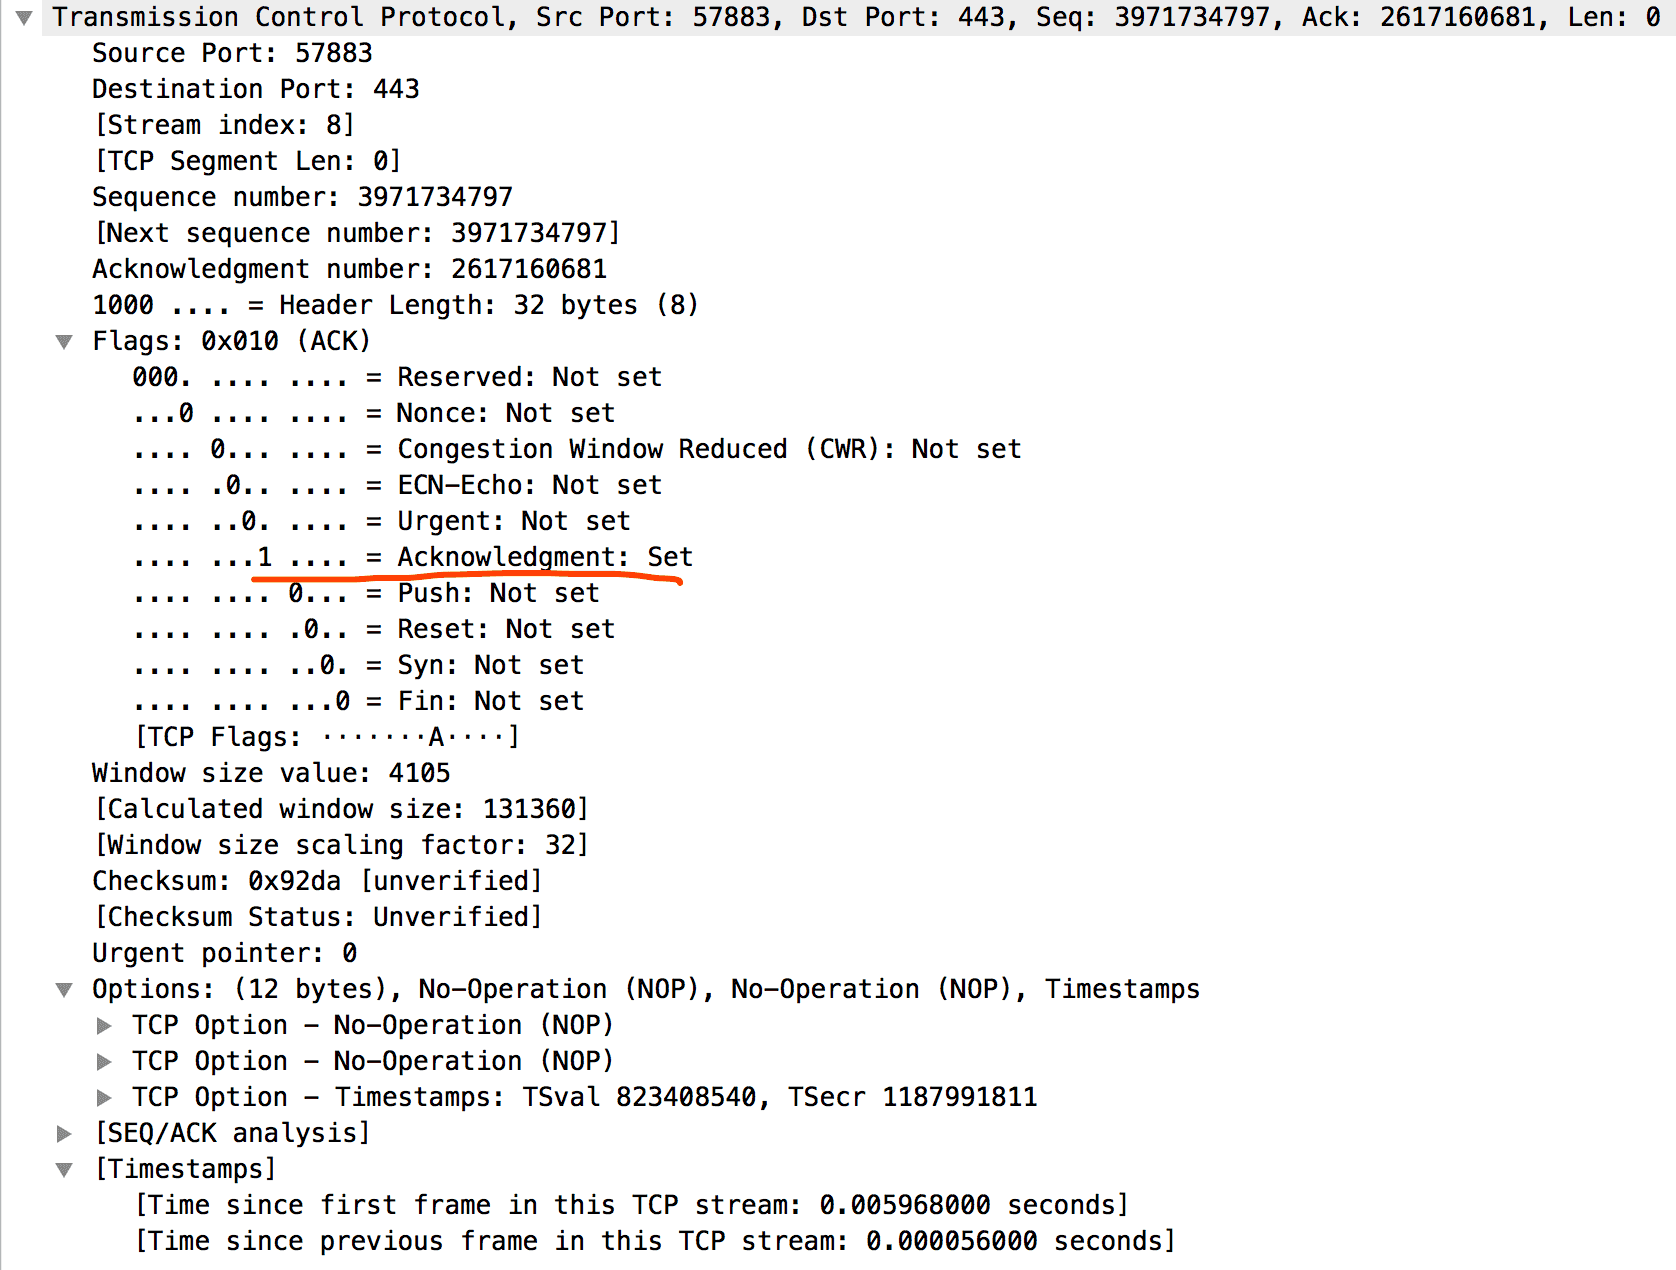 Transmission Control Protocol, Src Port: 57883, Dst Port: 443, Seq: 3971734797, Ack: 2617160681, Len: 0
Source Port: 57883
Destination Port: 443
[Stream index: 8]
[TCP Segment Len: 0]
Sequence number: 3971734797
[Next sequence number: 3971734797]
Acknowledgment number: 2617160681
1000 .... = Header Length: 32 bytes (8)
Flags: 0x010 (ACK)
000. .... .... = Reserved: Not set
...0 .... .... = Nonce: Not set
.... 0... .... = Congestion Window Reduced (CWR): Not set
.... .0.. .... = ECN-Echo: Not set
.... ..0. .... = Urgent: Not set
.... ...1 .... = Acknowledgment: Set
.... .... 0... = Push: Not set
.... .... .0.. = Reset: Not set
.... .... ..0. = Syn: Not set
.... .... ...0 = Fin: Not set
[TCP Flags: ·······A····]
Window size value: 4105
[Calculated window size: 131360]
[Window size scaling factor: 32]
Checksum: 0x92da [unverified]
[Checksum Status: Unverified]
Urgent pointer: 0
Options: (12 bytes), No-Operation (NOP), No-Operation (NOP), Timestamps
TCP Option - No-Operation (NOP)
TCP Option - No-Operation (NOP)
TCP Option - Timestamps: TSval 823408540, TSecr 1187991811
[SEQ/ACK analysis]
[Timestamps]
[Time since first frame in this TCP stream: 0.005968000 seconds]
[Time since previous frame in this TCP stream: 0.000056000 seconds]